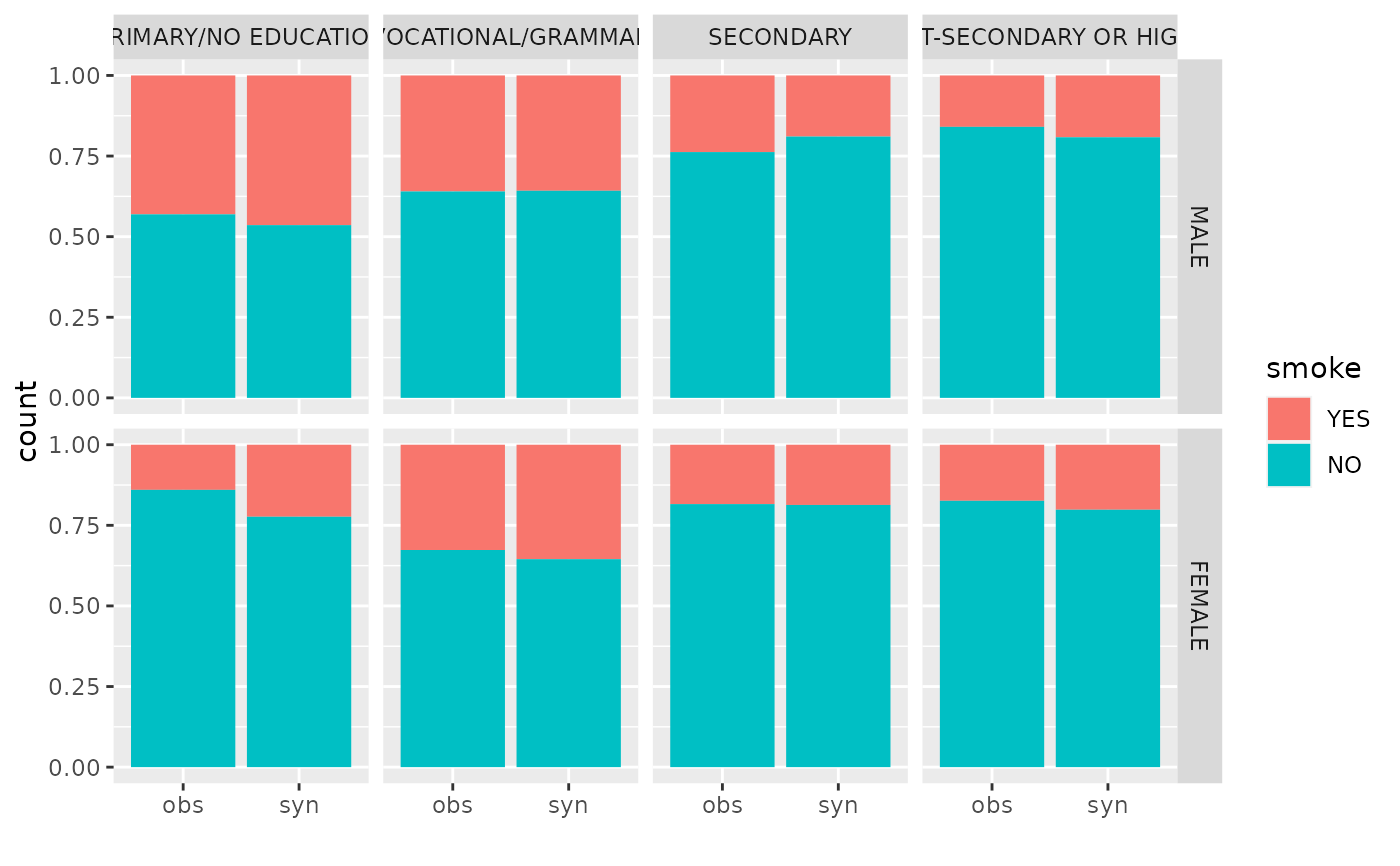 RIMARY/NO EDUCATIO
VOCATIONAL/GRAMMAR
SECONDARY
T-SECONDARY OR HIG
1.00
0.75
0.50
0.25
0.00
MALE
count
1.00
0.75
0.50
0.25
0.00
FEMALE
obs syn obs syn obs syn obs syn
smoke
YES
NO